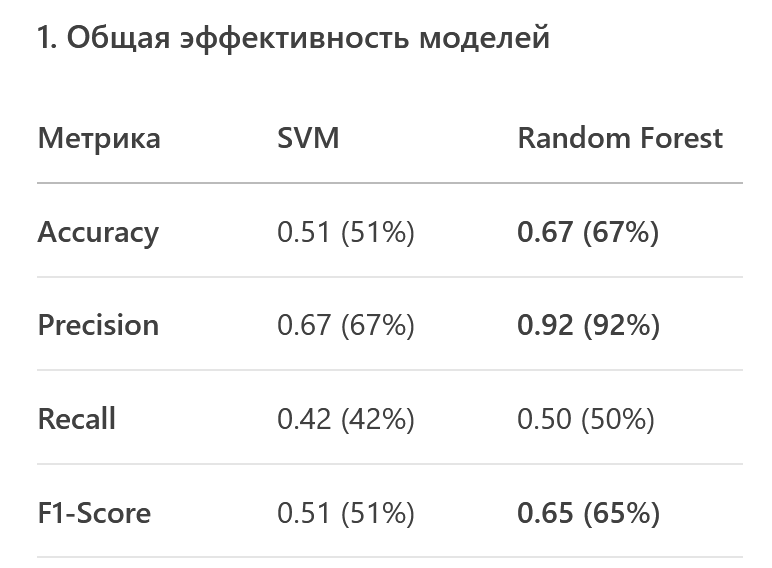 1. Общая эффективность моделей
Метрика SVM Random Forest
Accuracy 0.51 (51%) 0.67 (67%)
Precision 0.67 (67%) 0.92 (92%)
Recall 0.42 (42%) 0.50 (50%)
F1-Score 0.51 (51%) 0.65 (65%)